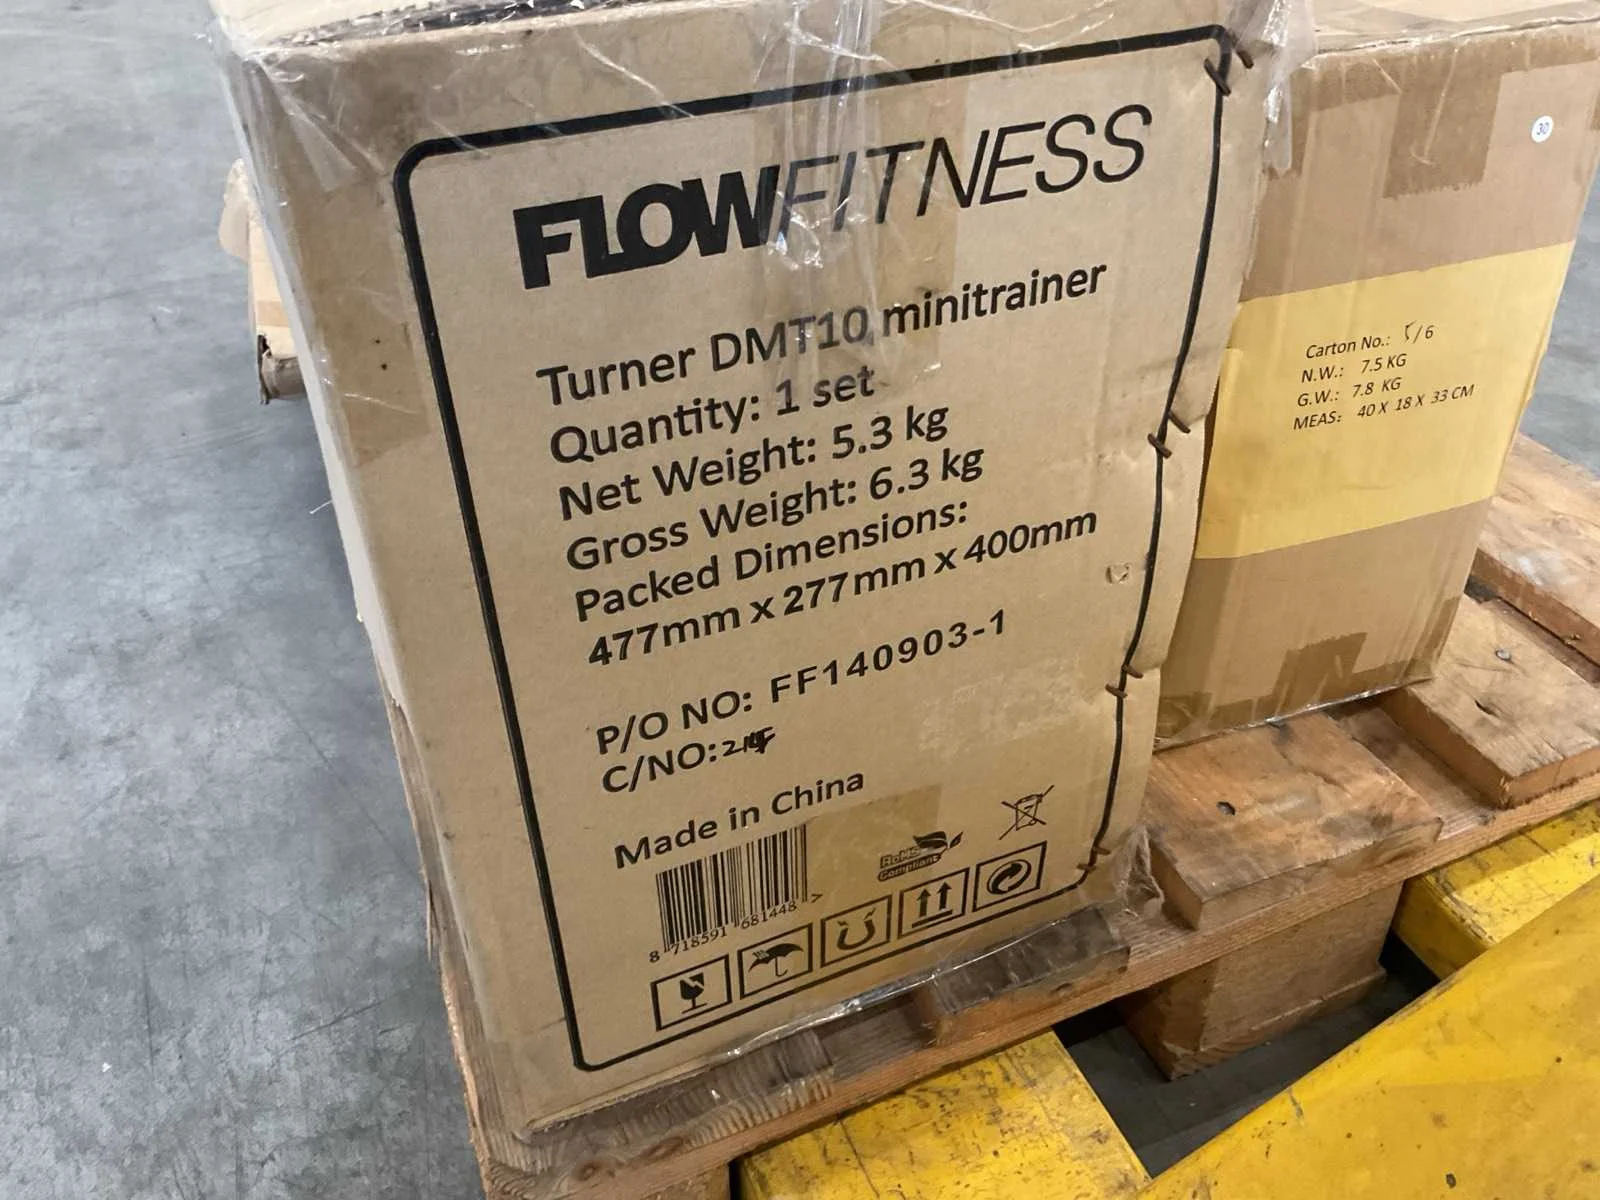 FLOWFITNESS
Turner DMT10 minitrainer
Quantity: 1 set
Net Weight: 5.3 kg
Gross Weight: 6.3 kg
Packed Dimensions:
477mm x 277mm x 400mm
P/O NO: FF140903-1
C/NO:
Made in China
8 718591 681448 >
RoHS
Compliant
30
Carton No.: 5/6
N.W.: 7.5 KG
G.W.: 7.8 KG
MEAS: 40 X 18 X 33 CM